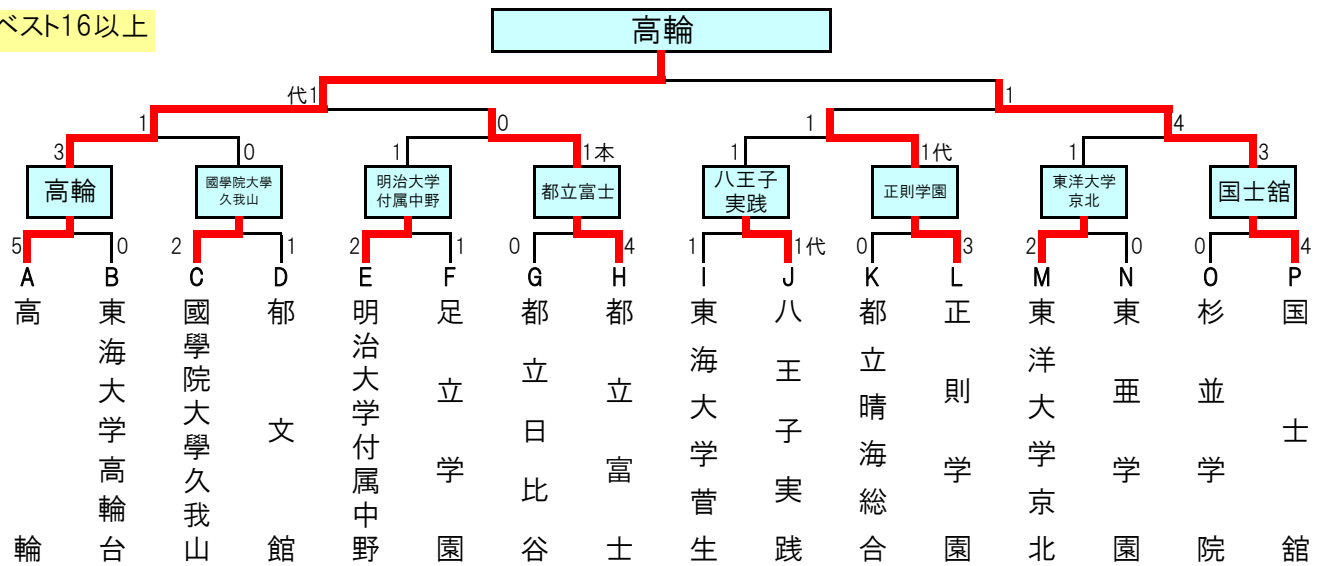 ベスト16以上
高輪
代1
1
1
0
1
4
3
0
1
1本
1
1代
1
3
高輪
國學院大學
久我山
明治大学
付属中野
都立富士
八王子
実践
正則学園
東洋大学
京北
国士舘
5
0
2
1
2
1
0
4
1
1代
0
3
2
0
0
4
A
B
C
D
E
F
G
H
I
J
K
L
M
N
O
P
高輪
東海大学高輪台
國學院大學久我山
郁文館
明治大学付属中野
足立学園
都立日比谷
都立富士
東海大学菅生
八王子実践
都立晴海総合
正則学園
東洋大学京北
東亜学園
杉並学院
国士舘